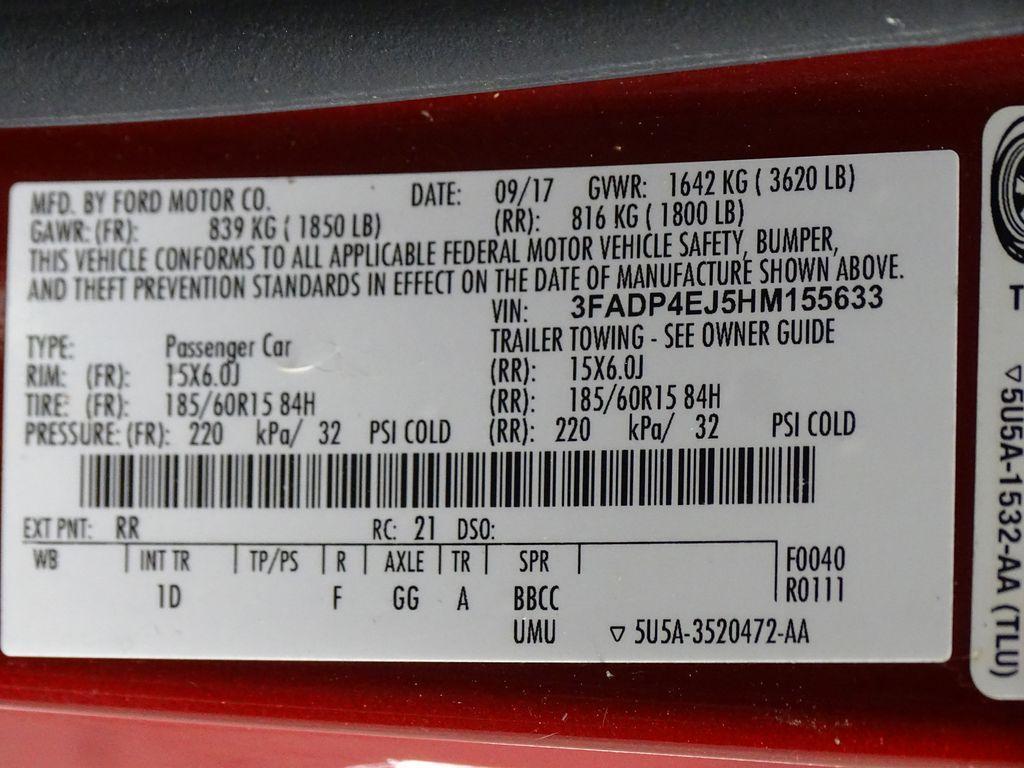 MFD. BY FORD MOTOR CO. DATE: 09/17 GVWR: 1642 KG ( 3620 LB)
GAWR: (FR): 839 KG ( 1850 LB) (RR): 816 KG ( 1800 LB)
THIS VEHICLE CONFORMS TO ALL APPLICABLE FEDERAL MOTOR VEHICLE SAFETY, BUMPER,
AND THEFT PREVENTION STANDARDS IN EFFECT ON THE DATE OF MANUFACTURE SHOWN ABOVE.
VIN: 3FADP4EJ5HM155633
TYPE: Passenger Car TRAILER TOWING - SEE OWNER GUIDE
RIM: (FR): 15X6.0J (RR): 15X6.0J
TIRE: (FR): 185/60R15 84H (RR): 185/60R15 84H
PRESSURE: (FR): 220 kPa/ 32 PSI COLD (RR): 220 kPa/ 32 PSI COLD
EXT PNT: RR RC: 21 DSO:
WB INT TR TP/PS R AXLE TR SPR F0040
1D F GG A BBCC R0111
UMU ▽ 5U5A-3520472-AA
T
▽5U5A-1532-AA (TLU)